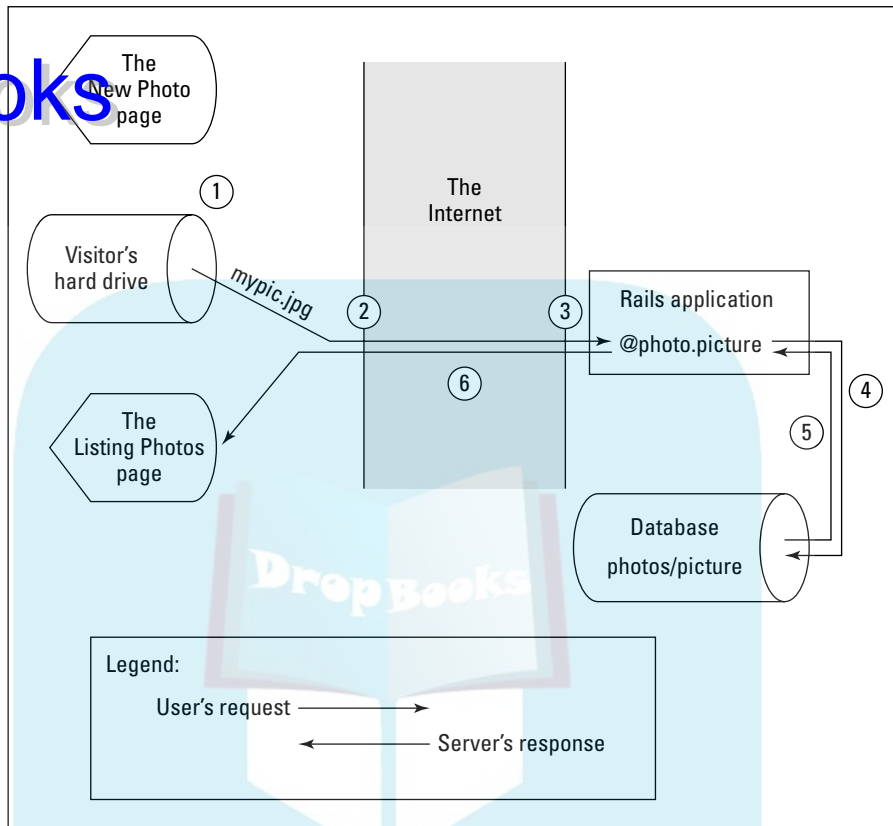 The
New Photo
page
oks
1
Visitor's
hard drive
mypic.jpg
The
Internet
2
3
Rails application
@photo.picture
6
4
5
The
Listing Photos
page
Database
photos/picture
DropBooks
Legend:
User's request
Server's response